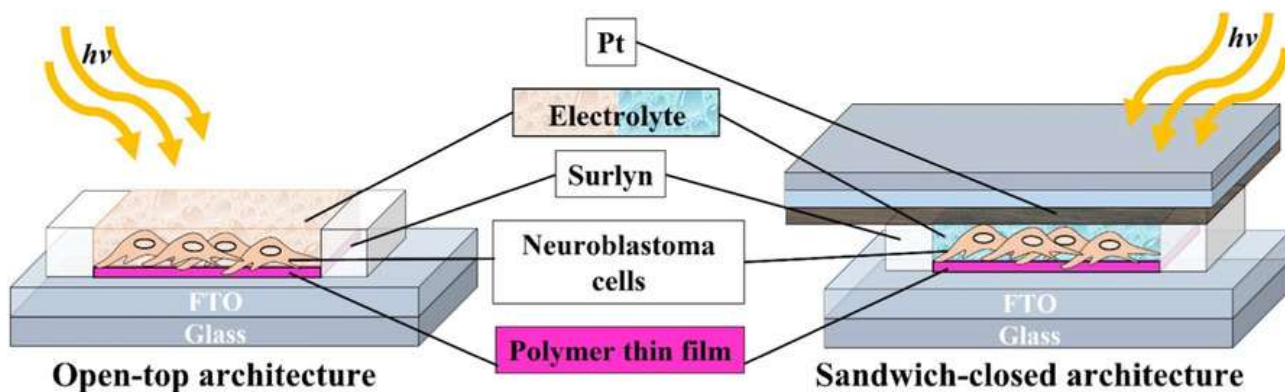 hν
Pt
hν
Electrolyte
Surlyn
Neuroblastoma
cells
FTO
FTO
Glass
Glass
Polymer thin film
Open-top architecture
Sandwich-closed architecture